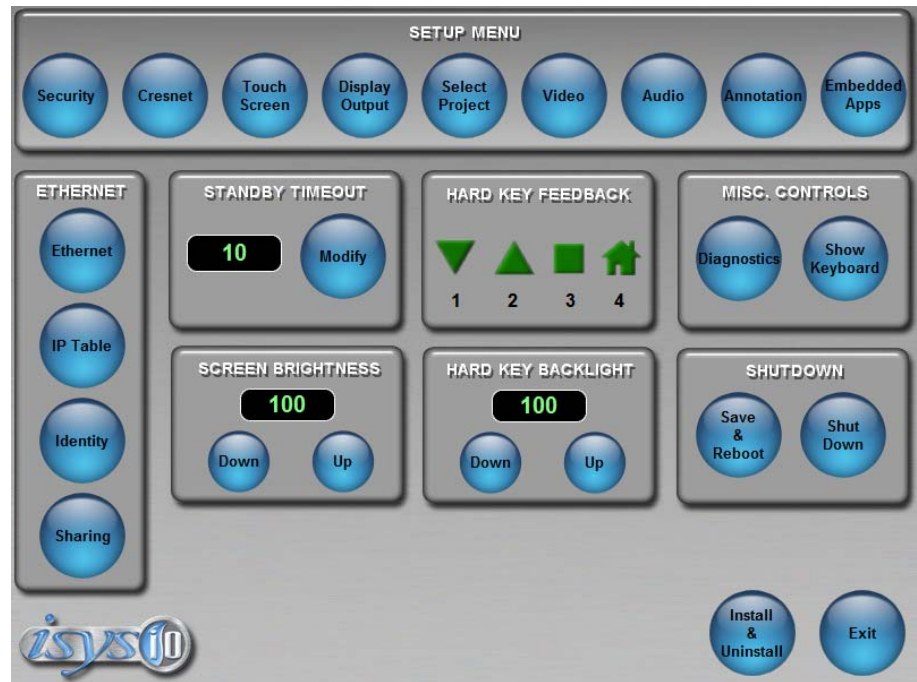 SETUP MENU
Security
Cresnet
Touch
Screen
Display
Output
Select
Project
Video
Audio
Annotation
Embedded
Apps
ETHERNET
Ethernet
IP Table
Identity
Sharing
STANDBY TIMEOUT
10
Modify
HARD KEY FEEDBACK
1
2
3
4
MISC. CONTROLS
Diagnostics
Show
Keyboard
SCREEN BRIGHTNESS
100
Down
Up
HARD KEY BACKLIGHT
100
Down
Up
SHUTDOWN
Save
&
Reboot
Shut
Down
isys i0
Install
&
Uninstall
Exit